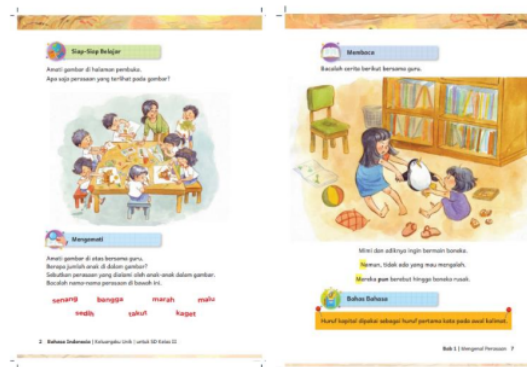 Siap-Siap Belajar
Amati gambar di halaman pembuka.
Apa saja perasaan yang terlihat pada gambar?
Mengamati
Amati gambar di atas bersama guru.
Berapa jumlah anak di dalam gambar?
Sebutkan perasaan yang dialami oleh anak-anak dalam gambar.
Bacalah nama-nama perasaan di bawah ini.
senang bangga marah malu
sedih takut kaget
2 Bahasa Indonesia | Keluargaku Unik | untuk SD Kelas II
Membaca
Bacalah cerita berikut bersama guru.
Mimi dan adiknya ingin bermain boneka.
Namun, tidak ada yang mau mengalah.
Mereka pun berebut hingga boneka rusak.
Bahas Bahasa
Huruf kapital dipakai sebagai huruf pertama kata pada awal kalimat.
Bab 1 | Mengenal Perasaan 7